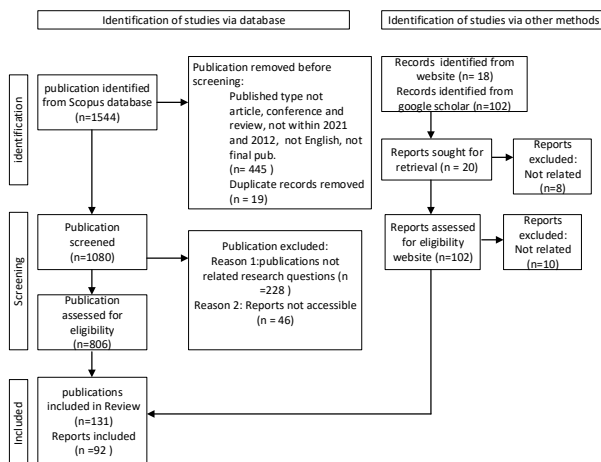 Identification of studies via database
Identification of studies via other methods
identification
publication identified
from Scopus database
(n=1544)
Publication removed before
screening:
Published type not
article, conference and
review, not within 2021
and 2012,  not English, not
final pub.
(n= 445 )
Duplicate records removed
(n = 19)
Records  identified from
website (n= 18)
Records identified from
google scholar (n=102)
Reports sought for
retrieval (n = 20)
Reports
excluded:
Not related
(n=8)
Screening
Publication
screened
(n=1080)
Publication excluded:
Reason 1:publications not
related research questions (n
=228 )
Reason 2: Reports not accessible
(n = 46)
Reports assessed
for eligibility
website (n=102)
Reports
excluded:
Not related
(n=10)
Publication
assessed for
eligibility
(n=806)
Included
publications
included in Review
(n=131)
Reports included
(n =92 )